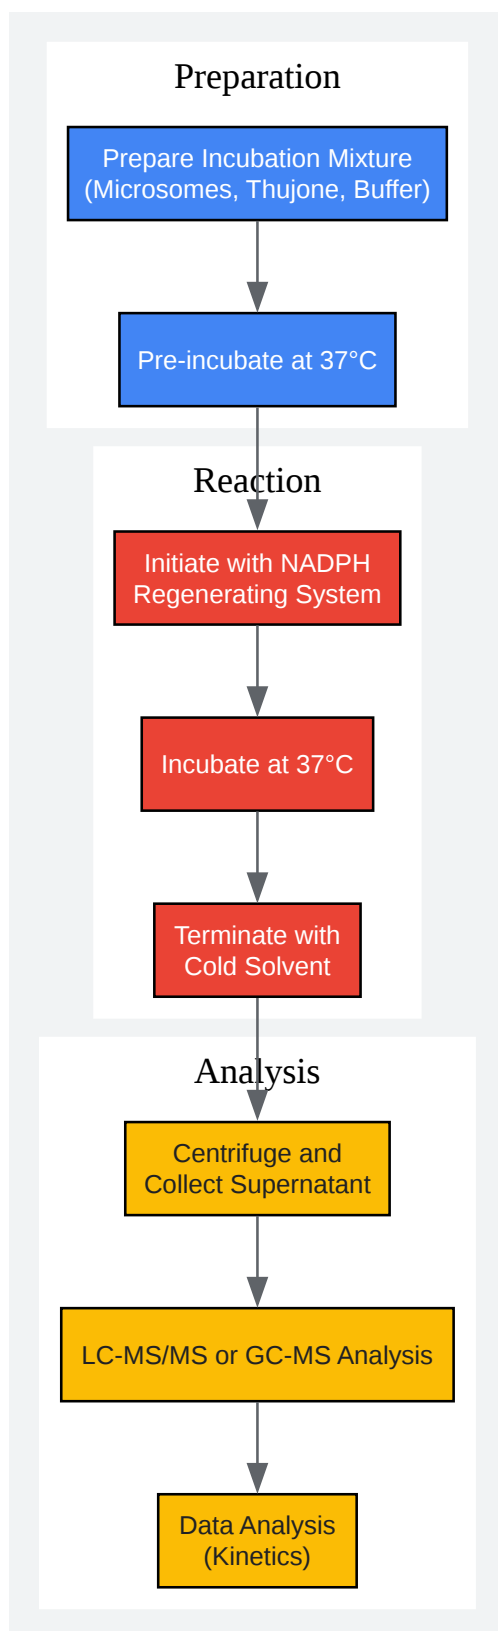 Preparation
Prepare Incubation Mixture
(Microsomes, Thujone, Buffer)
Pre-incubate at 37°C
Reaction
Initiate with NADPH
Regenerating System
Incubate at 37°C
Terminate with
Cold Solvent
Analysis
Centrifuge and
Collect Supernatant
LC-MS/MS or GC-MS Analysis
Data Analysis
(Kinetics)